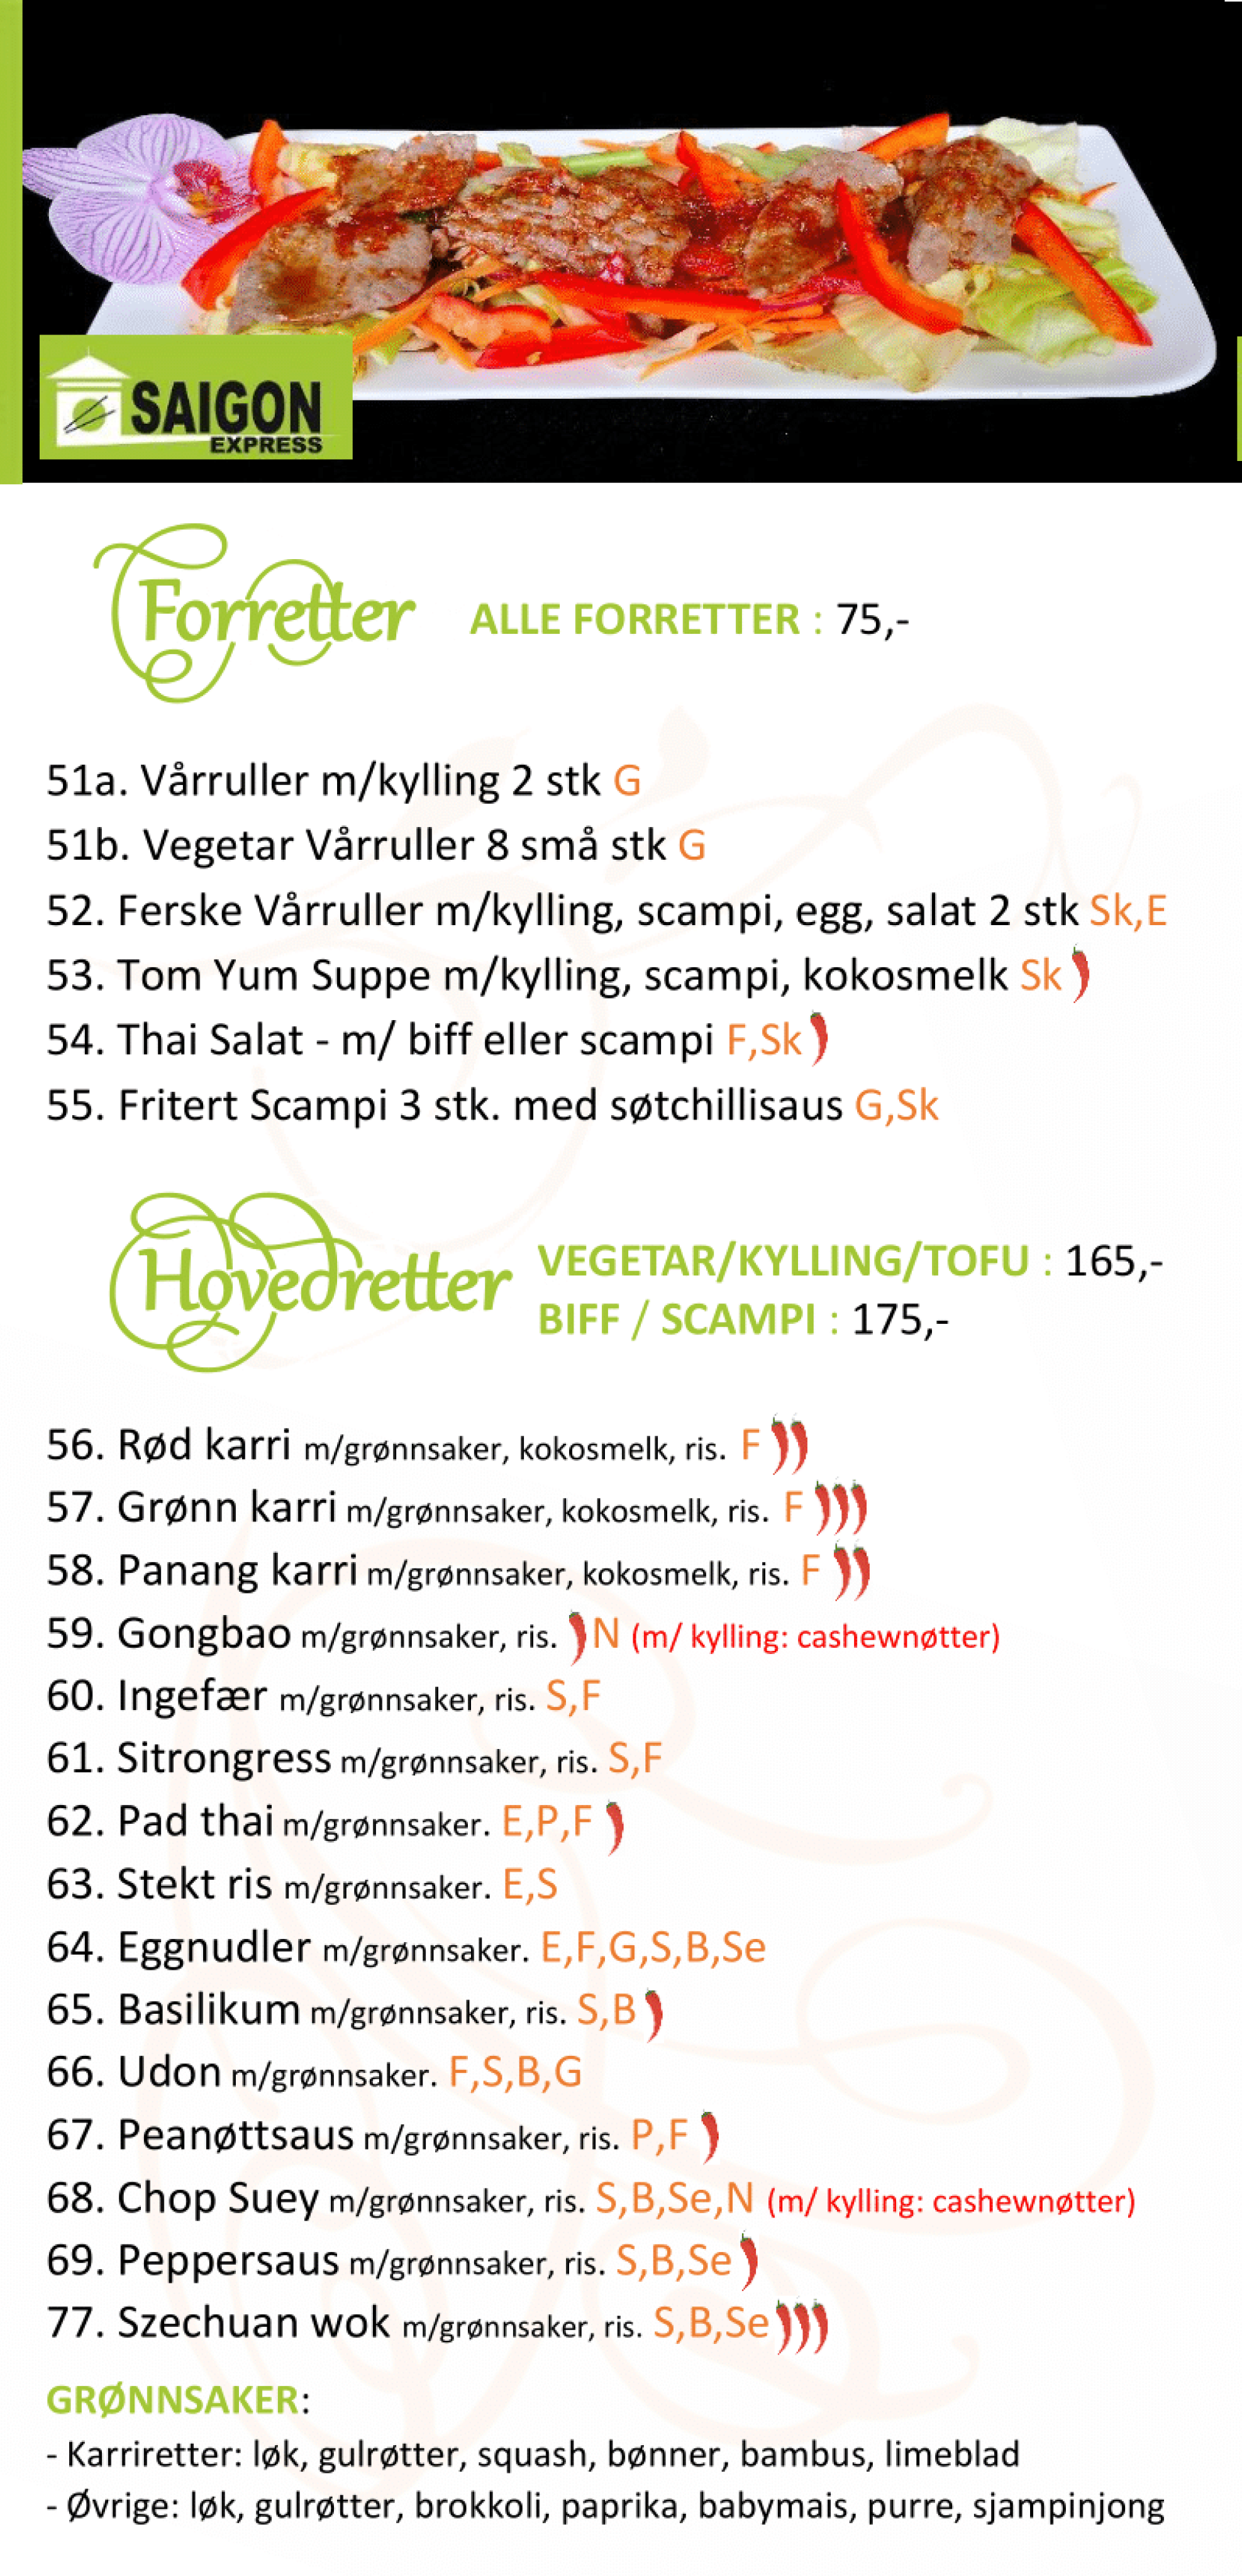 SAIGON
EXPRESS
Forretter
ALLE FORRETTER : 75,-
51a. Vårruller m/kylling 2 stk G
51b. Vegetar Vårruller 8 små stk G
52. Ferske Vårruller m/kylling, scampi, egg, salat 2 stk Sk,E
53. Tom Yum Suppe m/kylling, scampi, kokosmelk Sk
54. Thai Salat - m/ biff eller scampi F,Sk
55. Fritert Scampi 3 stk. med søtchillisaus G,Sk
Hovedretter
VEGETAR/KYLLING/TOFU : 165,-
BIFF / SCAMPI : 175,-
56. Rød karri m/grønnsaker, kokosmelk, ris. F
57. Grønn karri m/grønnsaker, kokosmelk, ris. F
58. Panang karri m/grønnsaker, kokosmelk, ris. F
59. Gongbao m/grønnsaker, ris. N (m/ kylling: cashewnøtter)
60. Ingefær m/grønnsaker, ris. S,F
61. Sitrongress m/grønnsaker, ris. S,F
62. Pad thai m/grønnsaker. E,P,F
63. Stekt ris m/grønnsaker. E,S
64. Eggnudler m/grønnsaker. E,F,G,S,B,Se
65. Basilikum m/grønnsaker, ris. S,B
66. Udon m/grønnsaker. F,S,B,G
67. Peanøttsaus m/grønnsaker, ris. P,F
68. Chop Suey m/grønnsaker, ris. S,B,Se,N (m/ kylling: cashewnøtter)
69. Peppersaus m/grønnsaker, ris. S,B,Se
77. Szechuan wok m/grønnsaker, ris. S,B,Se
GRØNNSAKER:
- Karriretter: løk, gulrøtter, squash, bønner, bambus, limeblad
- Øvrige: løk, gulrøtter, brokkoli, paprika, babymais, purre, sjampinjong